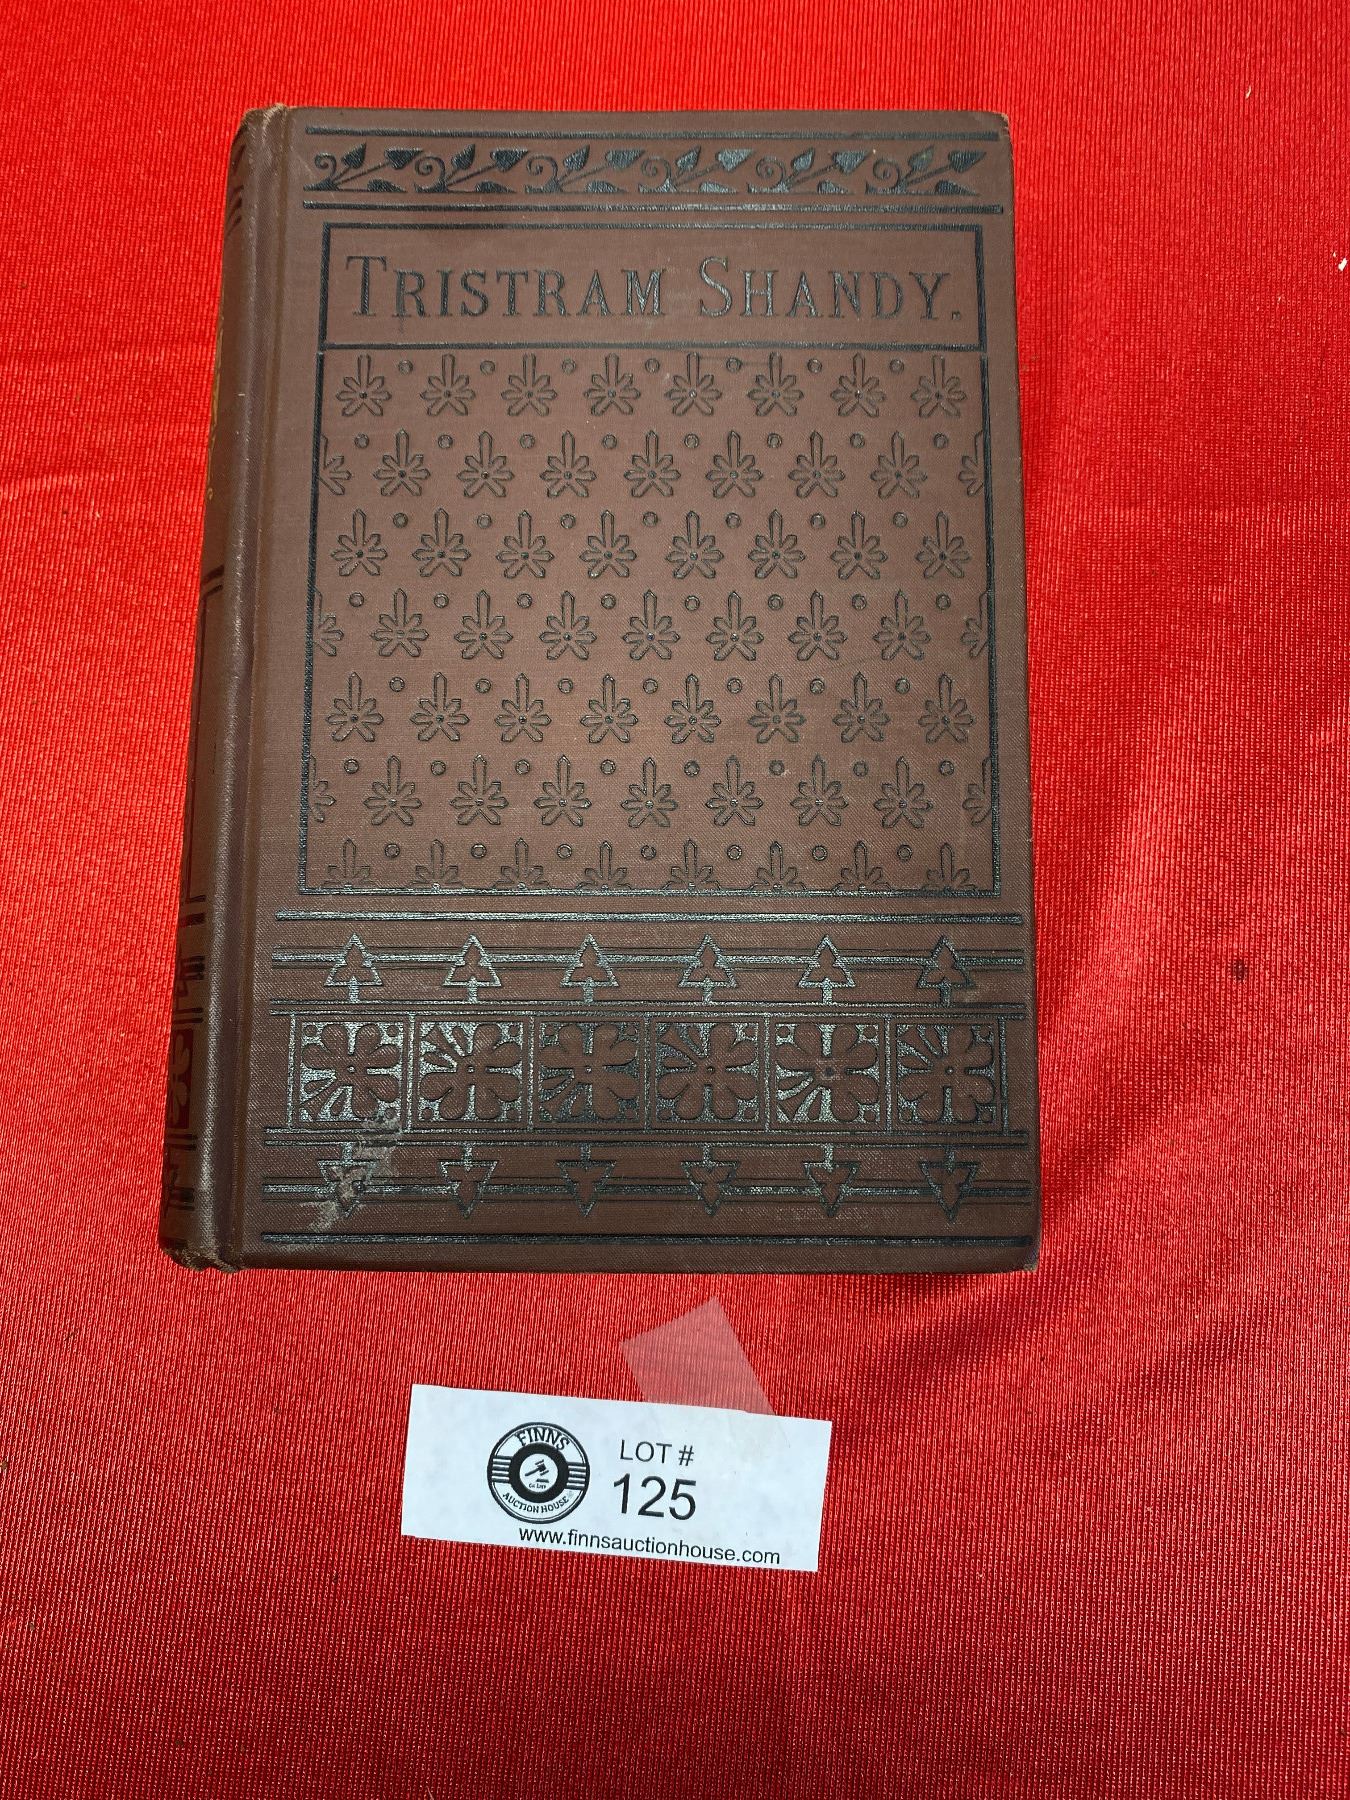 TRISTRAM SHANDY.
FINNS
AUCTION HOUSE
LOT #
125
www.finnsauctionhouse.com